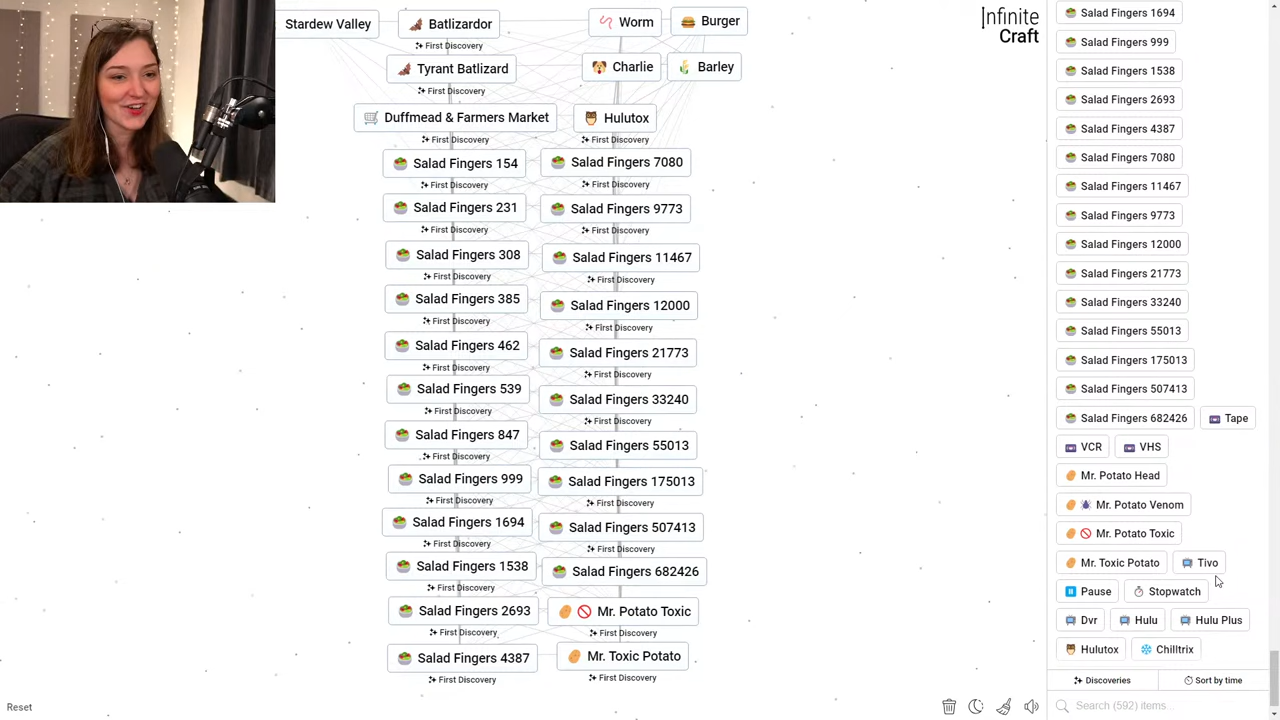 Stardew Valley
Batlizardor
First Discovery
Tyrant Batlizard
First Discovery
Duffmead & Farmers Market
First Discovery
Salad Fingers 154
First Discovery
Salad Fingers 231
First Discovery
Salad Fingers 308
First Discovery
Salad Fingers 385
First Discovery
Salad Fingers 462
First Discovery
Salad Fingers 539
First Discovery
Salad Fingers 847
First Discovery
Salad Fingers 999
First Discovery
Salad Fingers 1694
First Discovery
Salad Fingers 1538
First Discovery
Salad Fingers 2693
First Discovery
Salad Fingers 4387
First Discovery
Worm
Burger
Charlie
Barley
Hulutox
First Discovery
Salad Fingers 7080
First Discovery
Salad Fingers 9773
First Discovery
Salad Fingers 11467
First Discovery
Salad Fingers 12000
First Discovery
Salad Fingers 21773
First Discovery
Salad Fingers 33240
First Discovery
Salad Fingers 55013
First Discovery
Salad Fingers 175013
First Discovery
Salad Fingers 507413
First Discovery
Salad Fingers 682426
First Discovery
Mr. Potato Toxic
First Discovery
Mr. Toxic Potato
First Discovery
Infinite
Craft
Salad Fingers 1694
Salad Fingers 999
Salad Fingers 1538
Salad Fingers 2693
Salad Fingers 4387
Salad Fingers 7080
Salad Fingers 11467
Salad Fingers 9773
Salad Fingers 12000
Salad Fingers 21773
Salad Fingers 33240
Salad Fingers 55013
Salad Fingers 175013
Salad Fingers 507413
Salad Fingers 682426 Tape
VCR VHS
Mr. Potato Head
Mr. Potato Venom
Mr. Potato Toxic
Mr. Toxic Potato Tivo
Pause Stopwatch
Dvr Hulu Hulu Plus
Hulutox Chilltrix
Discoveries Sort by time
Search (592) items...
Reset